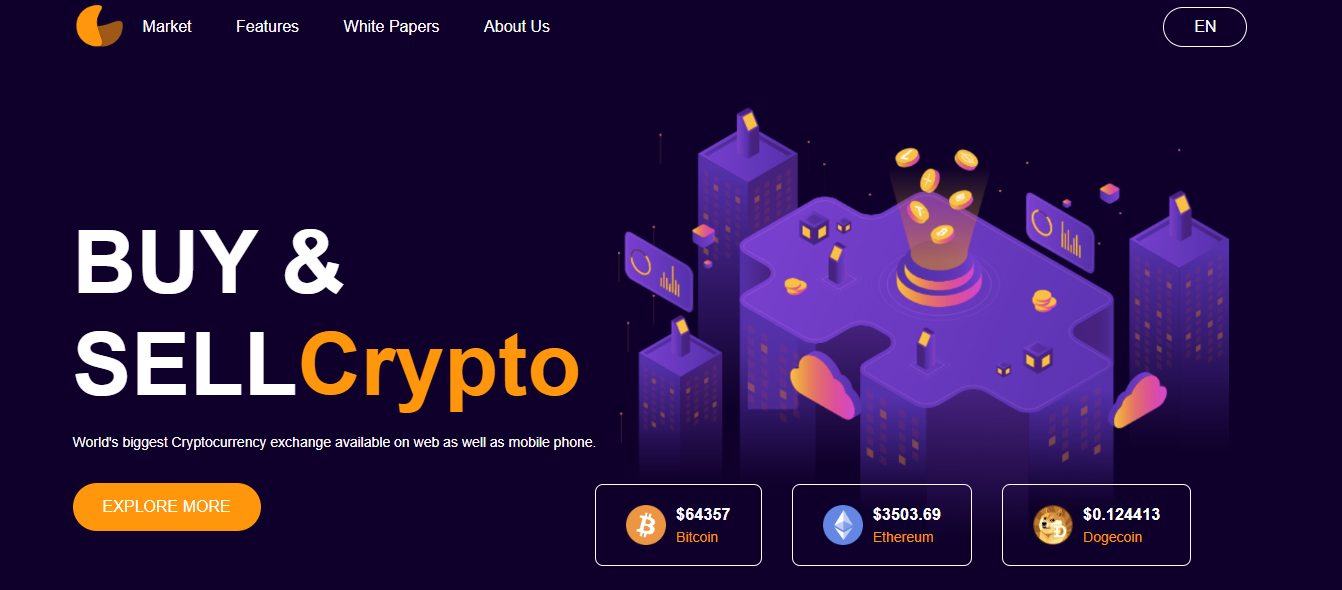 Market Features White Papers About Us EN
BUY &
SELLCrypto
World's biggest Cryptocurrency exchange available on web as well as mobile phone.
EXPLORE MORE
$64357 $3503.69 $0.124413
Bitcoin Ethereum Dogecoin